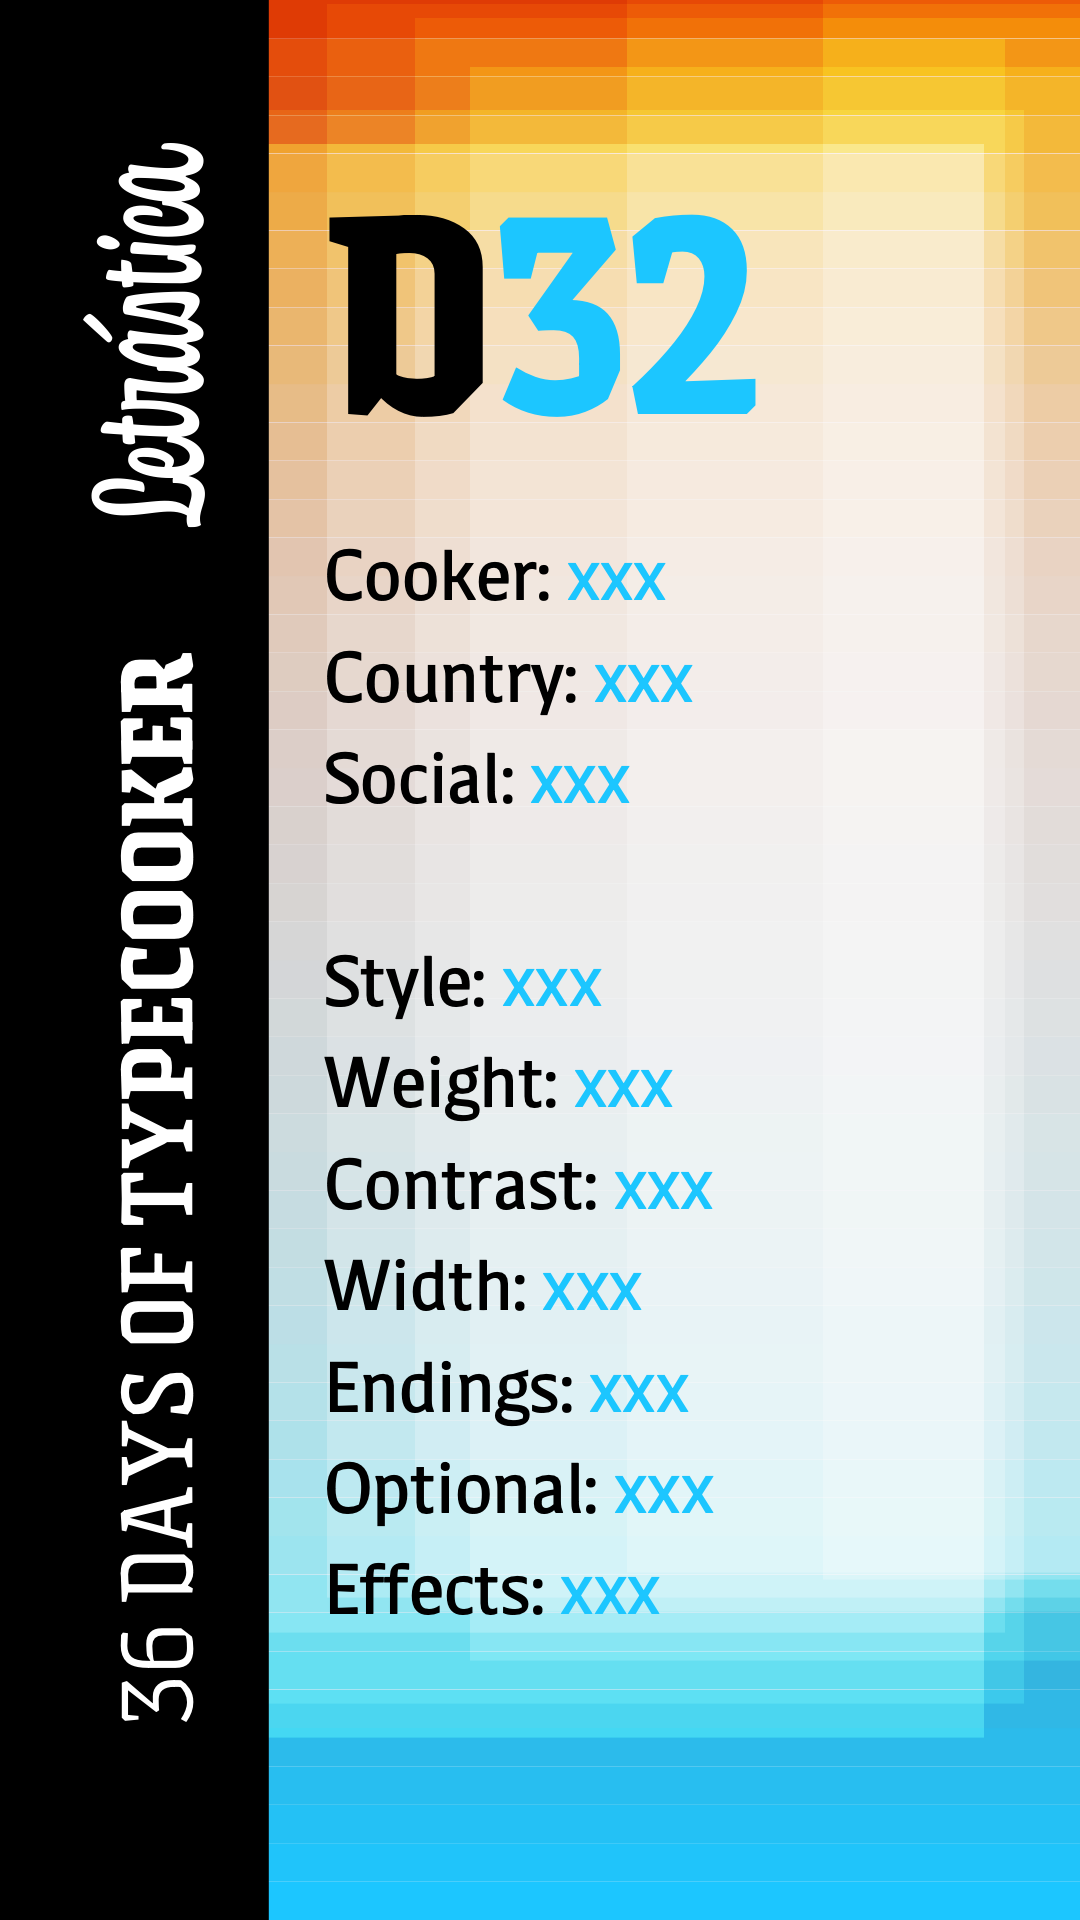 Letrástica
36 DAYS OF TYPECOOKER
D32
Cooker: xxx
Country: xxx
Social: xxx
Style: xxx
Weight: xxx
Contrast: xxx
Width: xxx
Endings: xxx
Optional: xxx
Effects: xxx